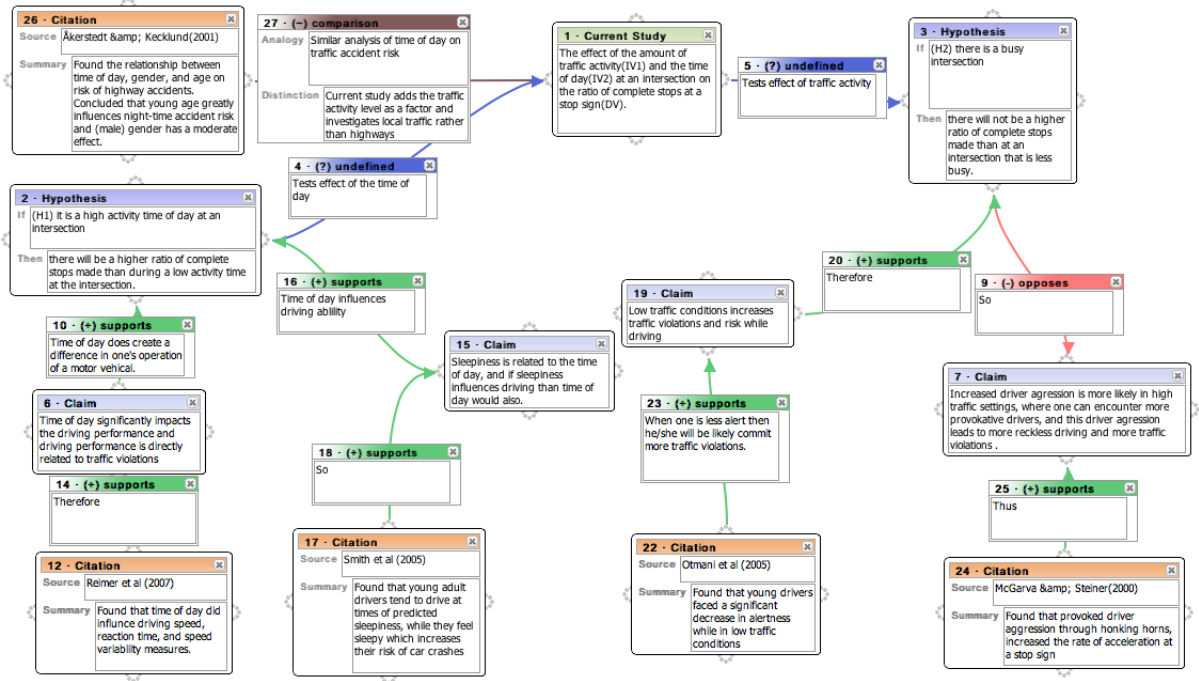 26 - Citation
Source Åkerstedt &amp; Kecklund(2001)
Summary Found the relationship between
time of day, gender, and age on
risk of highway accidents.
Concluded that young age greatly
influences night-time accident risk
and (male) gender has a moderate
effect.
27 - (−) comparison
Analogy Similar analysis of time of day on
traffic accident risk
Distinction Current study adds the traffic
activity level as a factor and
investigates local traffic rather
than highways
1 - Current Study
The effect of the amount of
traffic activity(IV1) and the time
of day(IV2) at an intersection on
the ratio of complete stops at a
stop sign(DV).
5 - (?) undefined
Tests effect of traffic activity
3 - Hypothesis
If (H2) there is a busy
intersection
Then there will not be a higher
ratio of complete stops
made than at an
intersection that is less
busy.
4 - (?) undefined
Tests effect of the time of
day
2 - Hypothesis
If (H1) it is a high activity time of day at an
intersection
Then there will be a higher ratio of complete
stops made than during a low activity time
at the intersection.
16 - (+) supports
Time of day influences
driving ablility
20 - (+) supports
Therefore
9 - (-) opposes
So
19 - Claim
Low traffic conditions increases
traffic violations and risk while
driving
10 - (+) supports
Time of day does create a
difference in one's operation
of a motor vehical.
15 - Claim
Sleepiness is related to the time
of day, and if sleepiness
influences driving than time of
day would also.
7 - Claim
Increased driver agression is more likely in high
traffic settings, where one can encounter more
provokative drivers, and this driver agression
leads to more reckless driving and more traffic
violations .
6 - Claim
Time of day significantly impacts
the driving performance and
driving performance is directly
related to traffic violations
23 - (+) supports
When one is less alert then
he/she will be likely commit
more traffic violations.
18 - (+) supports
So
14 - (+) supports
Therefore
25 - (+) supports
Thus
12 - Citation
Source Reimer et al (2007)
Summary Found that time of day did
influnce driving speed,
reaction time, and speed
variablilty measures.
17 - Citation
Source Smith et al (2005)
Summary Found that young adult
drivers tend to drive at
times of predicted
sleepiness, while they feel
sleepy which increases
their risk of car crashes
22 - Citation
Source Otmani et al (2005)
Summary Found that young drivers
faced a significant
decrease in alertness
while in low traffic
conditions
24 - Citation
Source McGarva &amp; Steiner(2000)
Summary Found that provoked driver
aggression through honking horns,
increased the rate of acceleration at
a stop sign